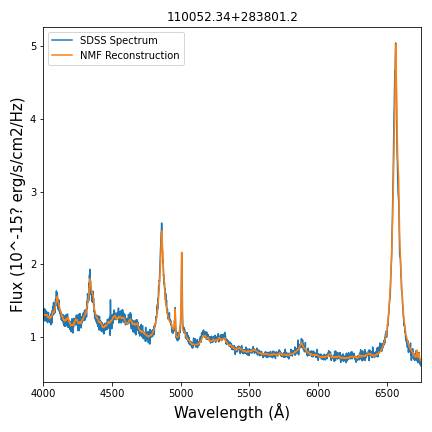 110052.34+283801.2
SDSS Spectrum
NMF Reconstruction
5
4
3
2
1
Flux (10^-15? erg/s/cm2/Hz)
4000 4500 5000 5500 6000 6500
Wavelength (Å)